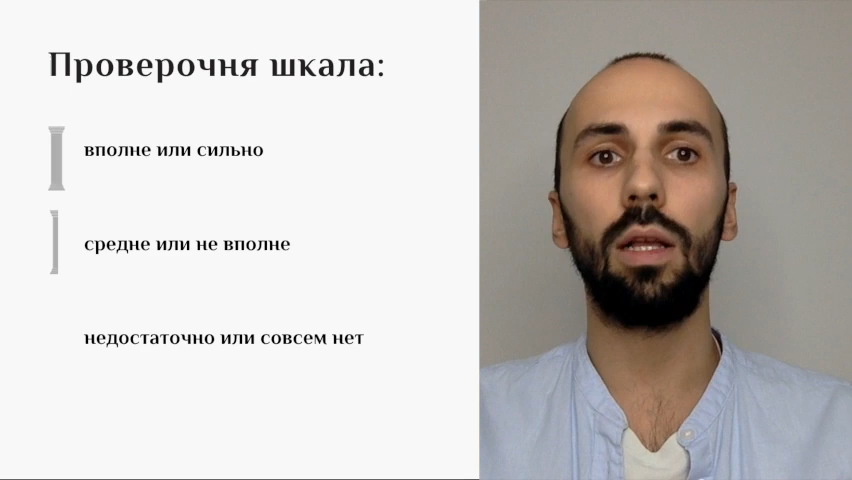 Проверочня шкала:
вполне или сильно
средне или не вполне
недостаточно или совсем нет